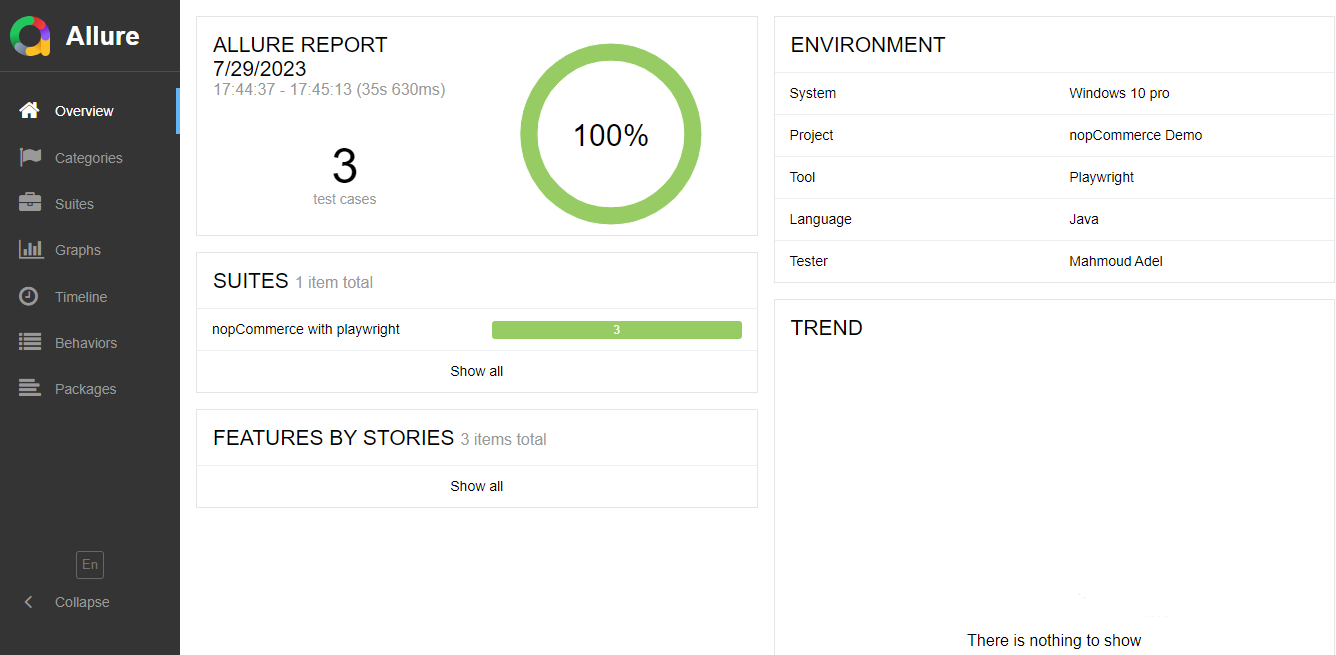 Allure
Overview
Categories
Suites
Graphs
Timeline
Behaviors
Packages
En
Collapse
ALLURE REPORT
7/29/2023
17:44:37 - 17:45:13 (35s 630ms)
3
test cases
100%
SUITES 1 item total
nopCommerce with playwright 3
Show all
FEATURES BY STORIES 3 items total
Show all
ENVIRONMENT
System Windows 10 pro
Project nopCommerce Demo
Tool Playwright
Language Java
Tester Mahmoud Adel
TREND
There is nothing to show